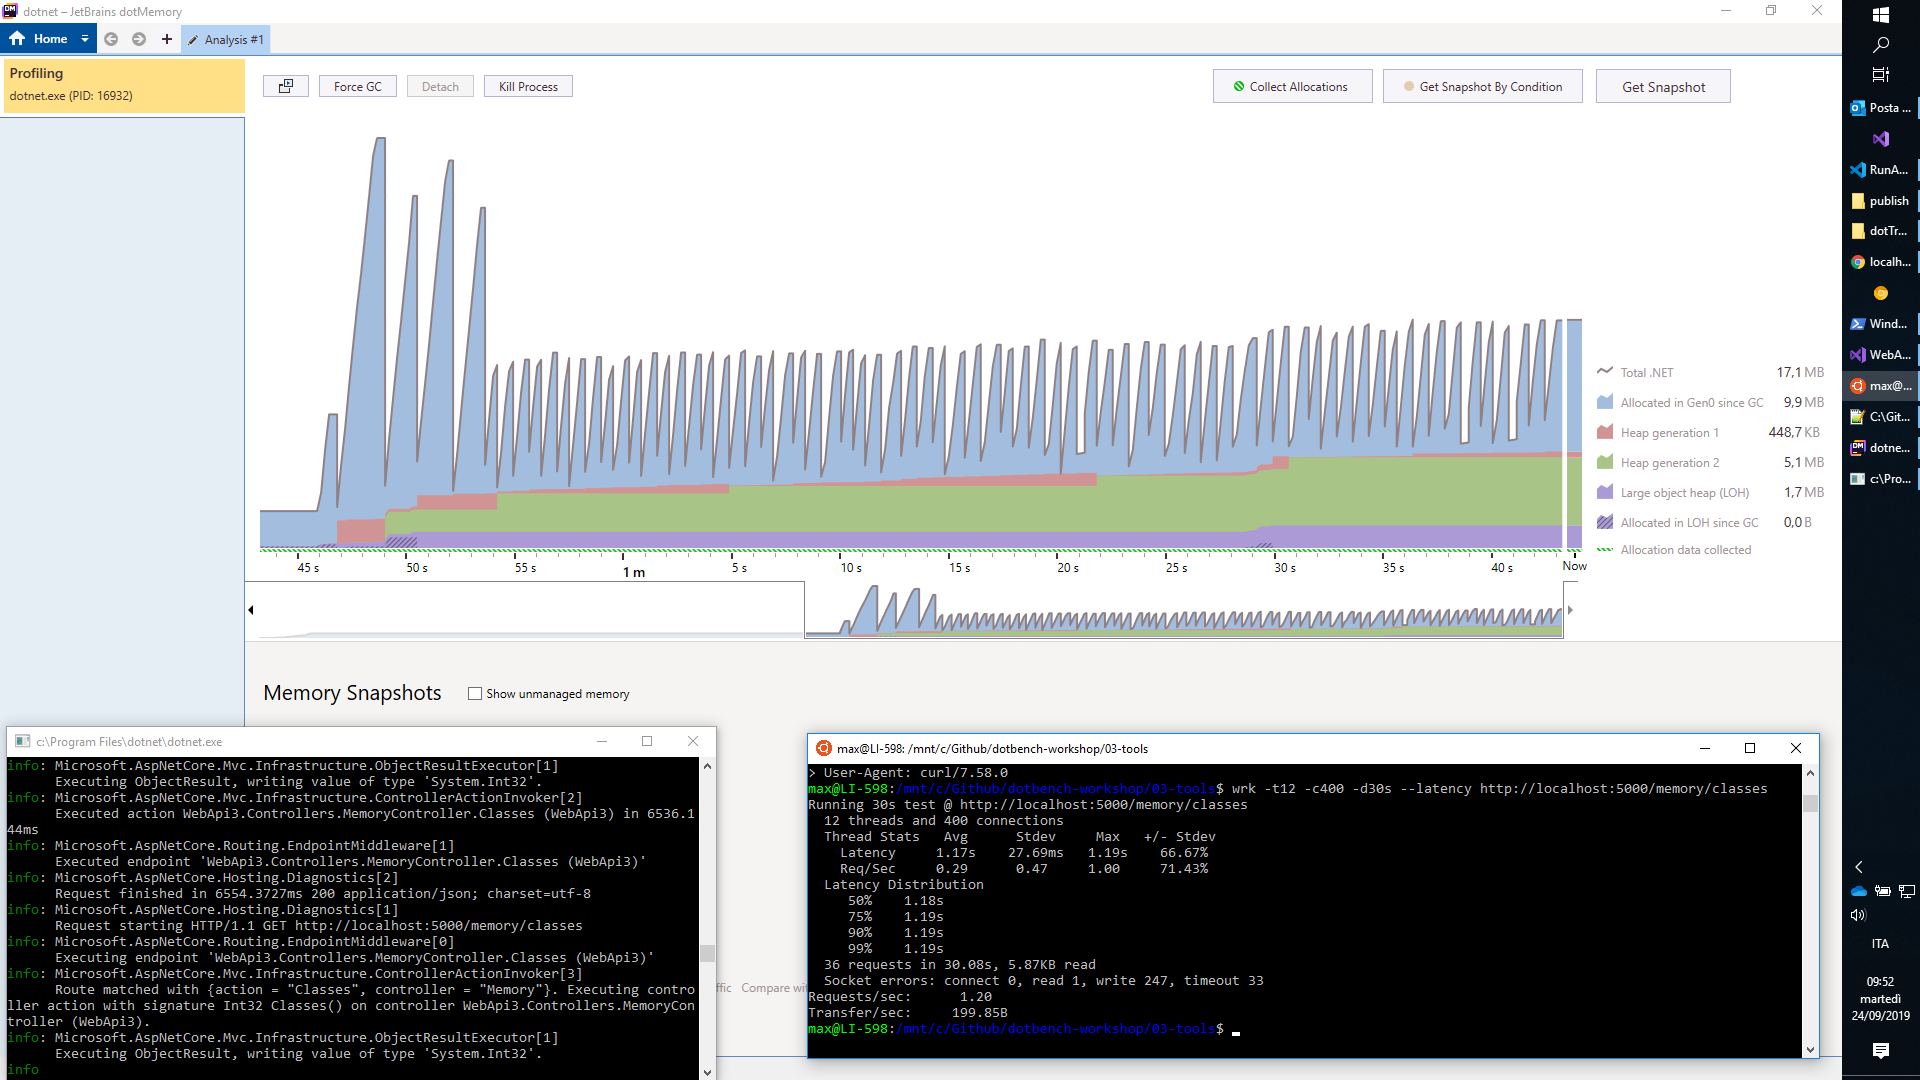 dotnet – JetBrains dotMemory
Home
Analysis #1
Profiling
dotnet.exe (PID: 16932)
Force GC
Detach
Kill Process
Collect Allocations
Get Snapshot By Condition
Get Snapshot
Total .NET 17,1 MB
Allocated in Gen0 since GC 9,9 MB
Heap generation 1 448,7 KB
Heap generation 2 5,1 MB
Large object heap (LOH) 1,7 MB
Allocated in LOH since GC 0,0 B
Allocation data collected
45 s 50 s 55 s 1 m 5 s 10 s 15 s 20 s 25 s 30 s 35 s 40 s Now
Memory Snapshots
Show unmanaged memory
ffic Compare wi
c:\Program Files\dotnet\dotnet.exe
info: Microsoft.AspNetCore.Mvc.Infrastructure.ObjectResultExecutor[1]
Executing ObjectResult, writing value of type 'System.Int32'.
info: Microsoft.AspNetCore.Mvc.Infrastructure.ControllerActionInvoker[2]
Executed action WebApi3.Controllers.MemoryController.Classes (WebApi3) in 6536.1
44ms
info: Microsoft.AspNetCore.Routing.EndpointMiddleware[1]
Executed endpoint 'WebApi3.Controllers.MemoryController.Classes (WebApi3)'
info: Microsoft.AspNetCore.Hosting.Diagnostics[2]
Request finished in 6554.3727ms 200 application/json; charset=utf-8
info: Microsoft.AspNetCore.Hosting.Diagnostics[1]
Request starting HTTP/1.1 GET http://localhost:5000/memory/classes
info: Microsoft.AspNetCore.Routing.EndpointMiddleware[0]
Executing endpoint 'WebApi3.Controllers.MemoryController.Classes (WebApi3)'
info: Microsoft.AspNetCore.Mvc.Infrastructure.ControllerActionInvoker[3]
Route matched with {action = "Classes", controller = "Memory"}. Executing contro
ller action with signature Int32 Classes() on controller WebApi3.Controllers.MemoryCon
troller (WebApi3).
info: Microsoft.AspNetCore.Mvc.Infrastructure.ObjectResultExecutor[1]
Executing ObjectResult, writing value of type 'System.Int32'.
info
max@LI-598: /mnt/c/Github/dotbench-workshop/03-tools
> User-Agent: curl/7.58.0
max@LI-598:/mnt/c/Github/dotbench-workshop/03-tools$ wrk -t12 -c400 -d30s --latency http://localhost:5000/memory/classes
Running 30s test @ http://localhost:5000/memory/classes
12 threads and 400 connections
Thread Stats Avg Stdev Max +/- Stdev
Latency 1.17s 27.69ms 1.19s 66.67%
Req/Sec 0.29 0.47 1.00 71.43%
Latency Distribution
50% 1.18s
75% 1.19s
90% 1.19s
99% 1.19s
36 requests in 30.08s, 5.87KB read
Socket errors: connect 0, read 1, write 247, timeout 33
Requests/sec: 1.20
Transfer/sec: 199.85B
max@LI-598:/mnt/c/Github/dotbench-workshop/03-tools$
Posta ...
RunA...
publish
dotTr...
localh...
Wind...
WebA...
max@...
C:\Git...
dotne...
c:\Pro...
ITA
09:52
martedì
24/09/2019